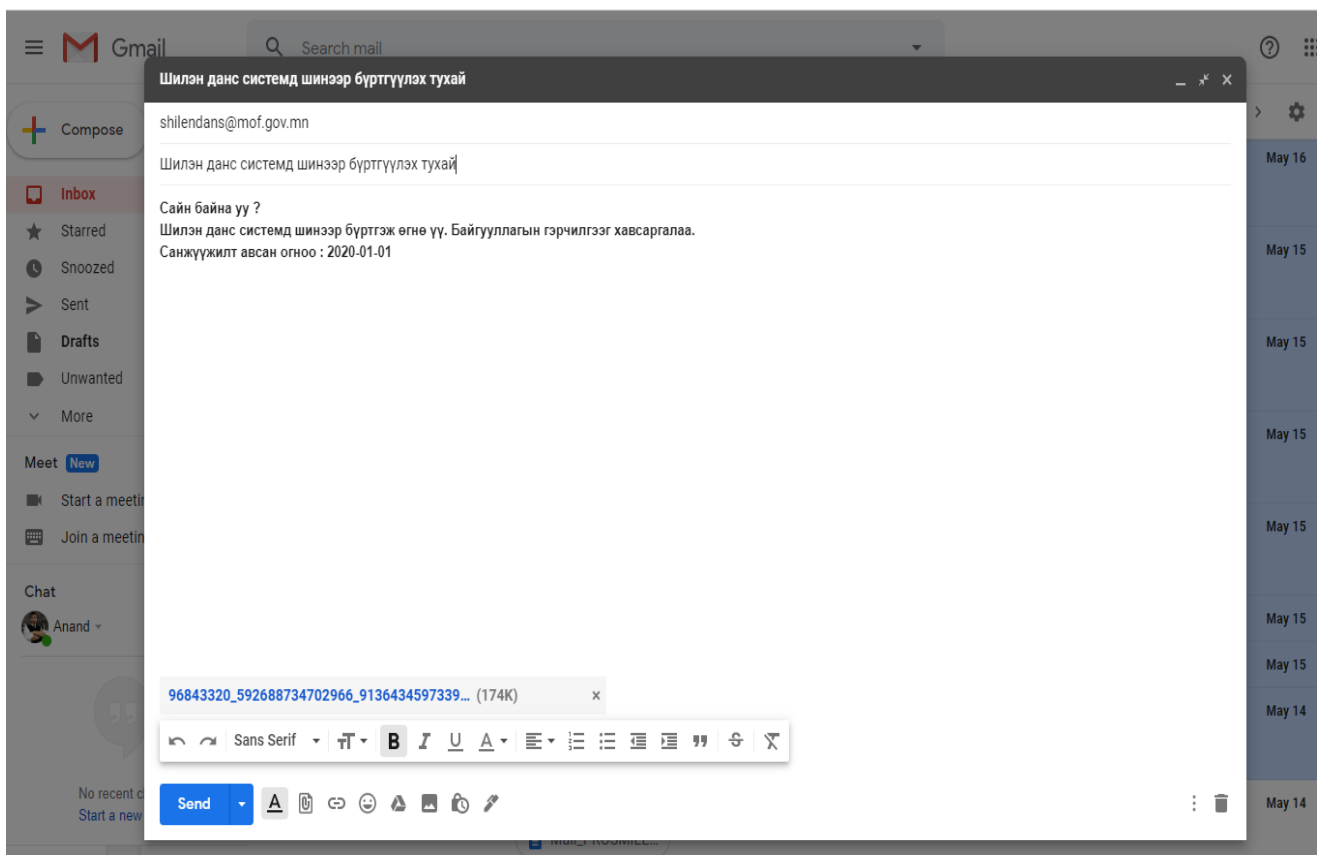 Gmail
Search mail
Compose
Inbox
Starred
Snoozed
Sent
Drafts
Unwanted
More
Meet New
Start a meetin
Join a meetin
Chat
Anand
No recent c
Start a new
Шилэн данс системд шинээр бүртгүүлэх тухай
shilendans@mof.gov.mn
Шилэн данс системд шинээр бүртгүүлэх тухай
Сайн байна уу ?
Шилэн данс системд шинээр бүртгэж өгнө үү. Байгууллагын гэрчилгээг хавсаргалаа.
Санжүүжилт авсан огноо : 2020-01-01
96843320_592688734702966_9136434597339... (174K)
Sans Serif
Send
May 16
May 15
May 15
May 15
May 15
May 15
May 15
May 14
May 14